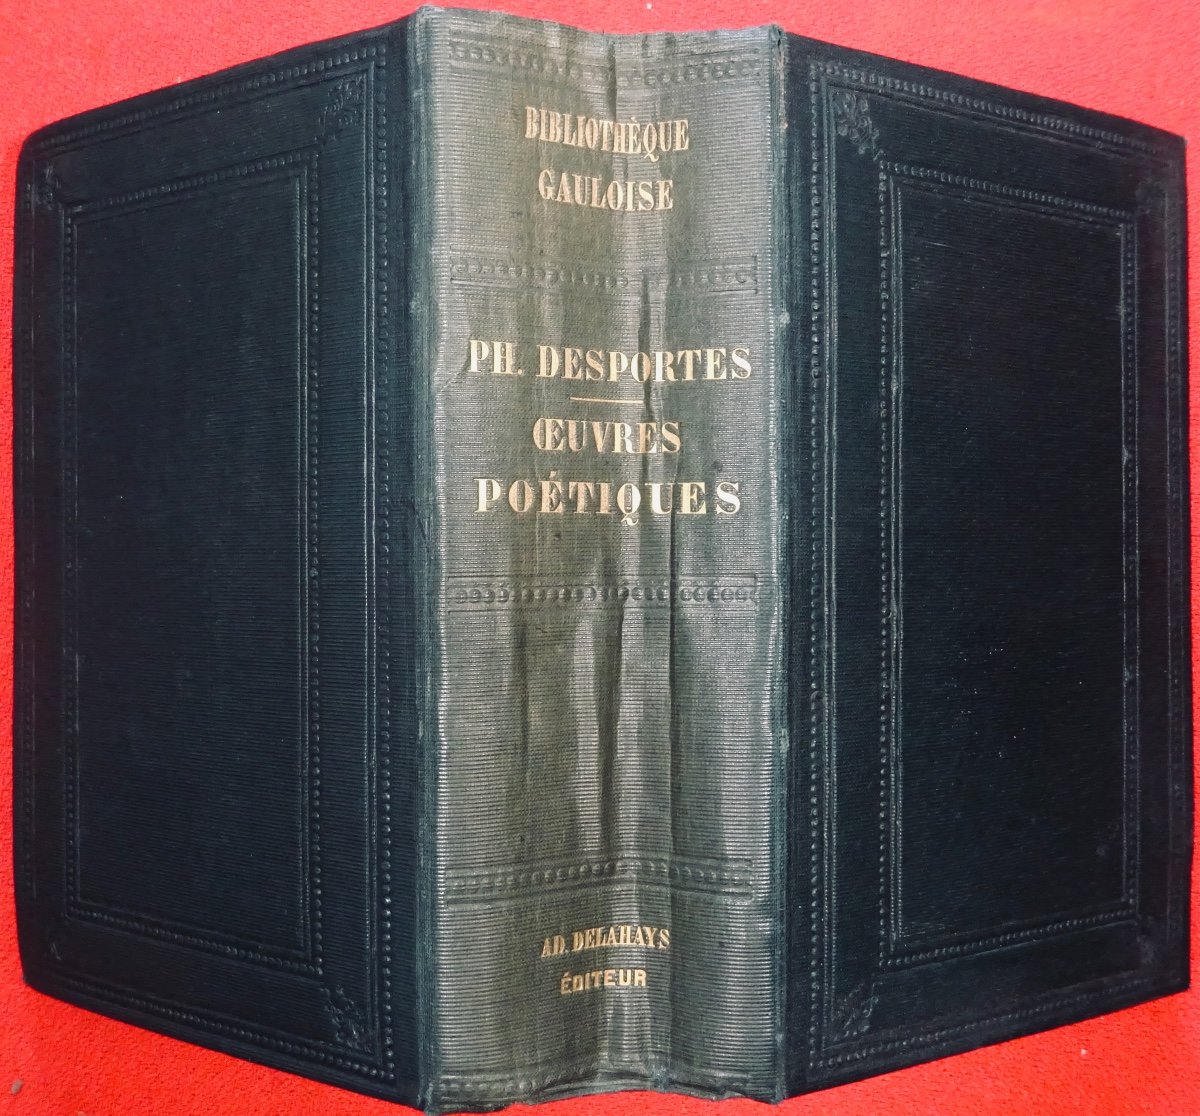 BIBLIOTHÈQUE
GAULOISE
PH. DESPORTES
ŒUVRES
POÉTIQUES
AD. DELAHAYS
ÉDITEUR